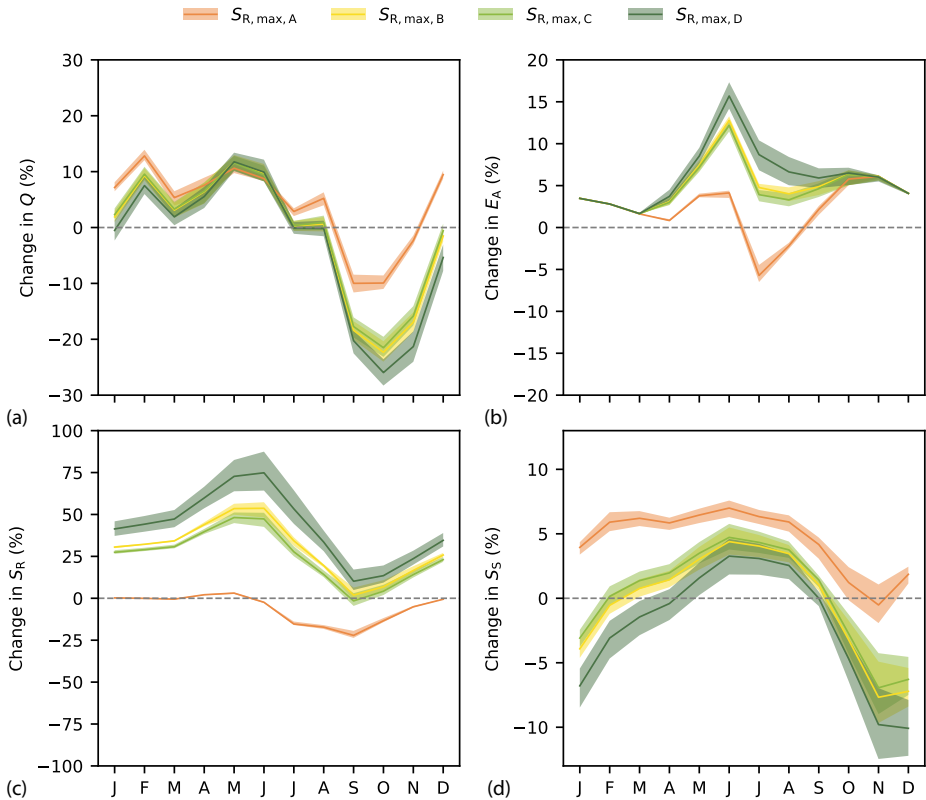 S_R,max,A S_R,max,B S_R,max,C S_R,max,D
30
20
10
0
−10
−20
−30
Change in Q (%)
(a)
20
15
10
5
0
−5
−10
−15
−20
Change in E_A (%)
(b)
100
75
50
25
0
−25
−50
−75
−100
Change in S_R (%)
J F M A M J J A S O N D
(c)
10
5
0
−5
−10
Change in S_S (%)
J F M A M J J A S O N D
(d)